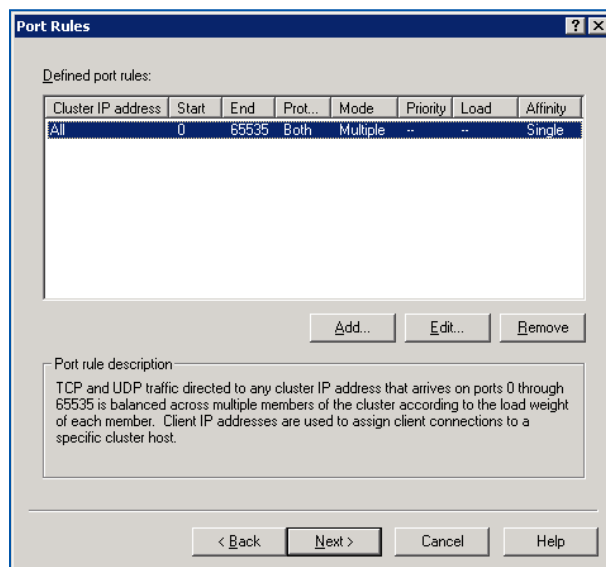 Port Rules
Defined port rules:
Cluster IP address Start End Prot... Mode Priority Load Affinity
All 0 65535 Both Multiple -- -- Single
Add... Edit... Remove
Port rule description
TCP and UDP traffic directed to any cluster IP address that arrives on ports 0 through
65535 is balanced across multiple members of the cluster according to the load weight
of each member. Client IP addresses are used to assign client connections to a
specific cluster host.
< Back Next > Cancel Help